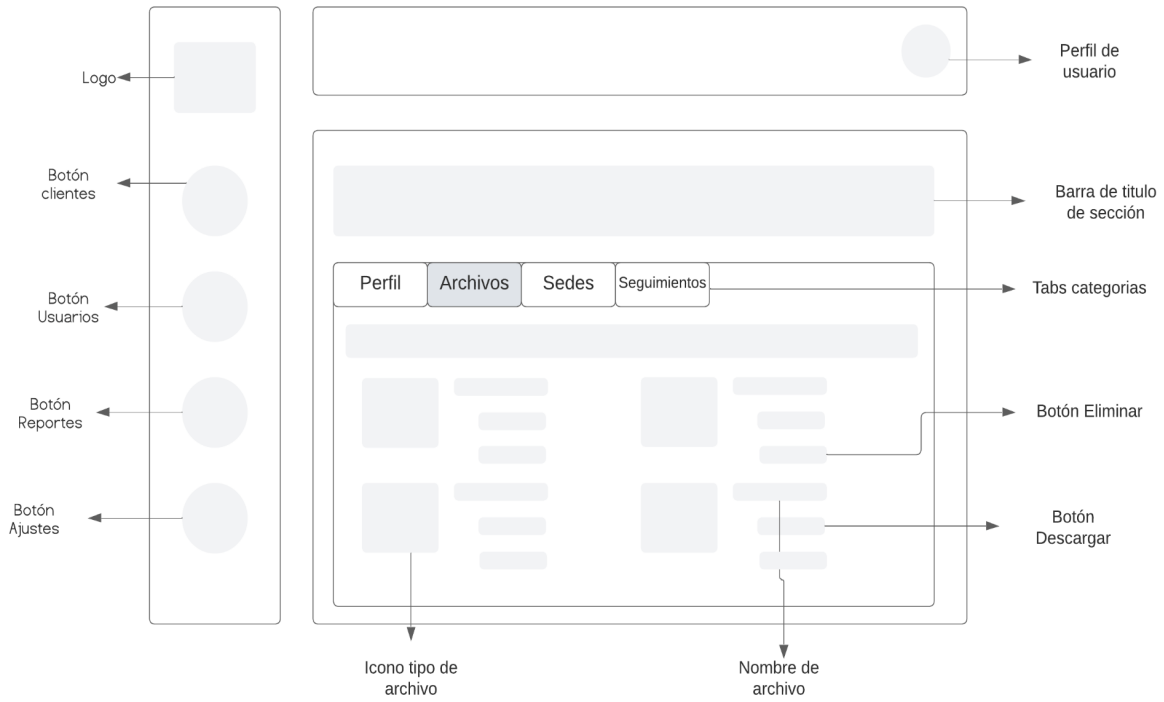 Logo
Botón
clientes
Botón
Usuarios
Botón
Reportes
Botón
Ajustes
Perfil de
usuario
Barra de titulo
de sección
Perfil
Archivos
Sedes
Seguimientos
Tabs categorias
Botón Eliminar
Botón
Descargar
Icono tipo de
archivo
Nombre de
archivo